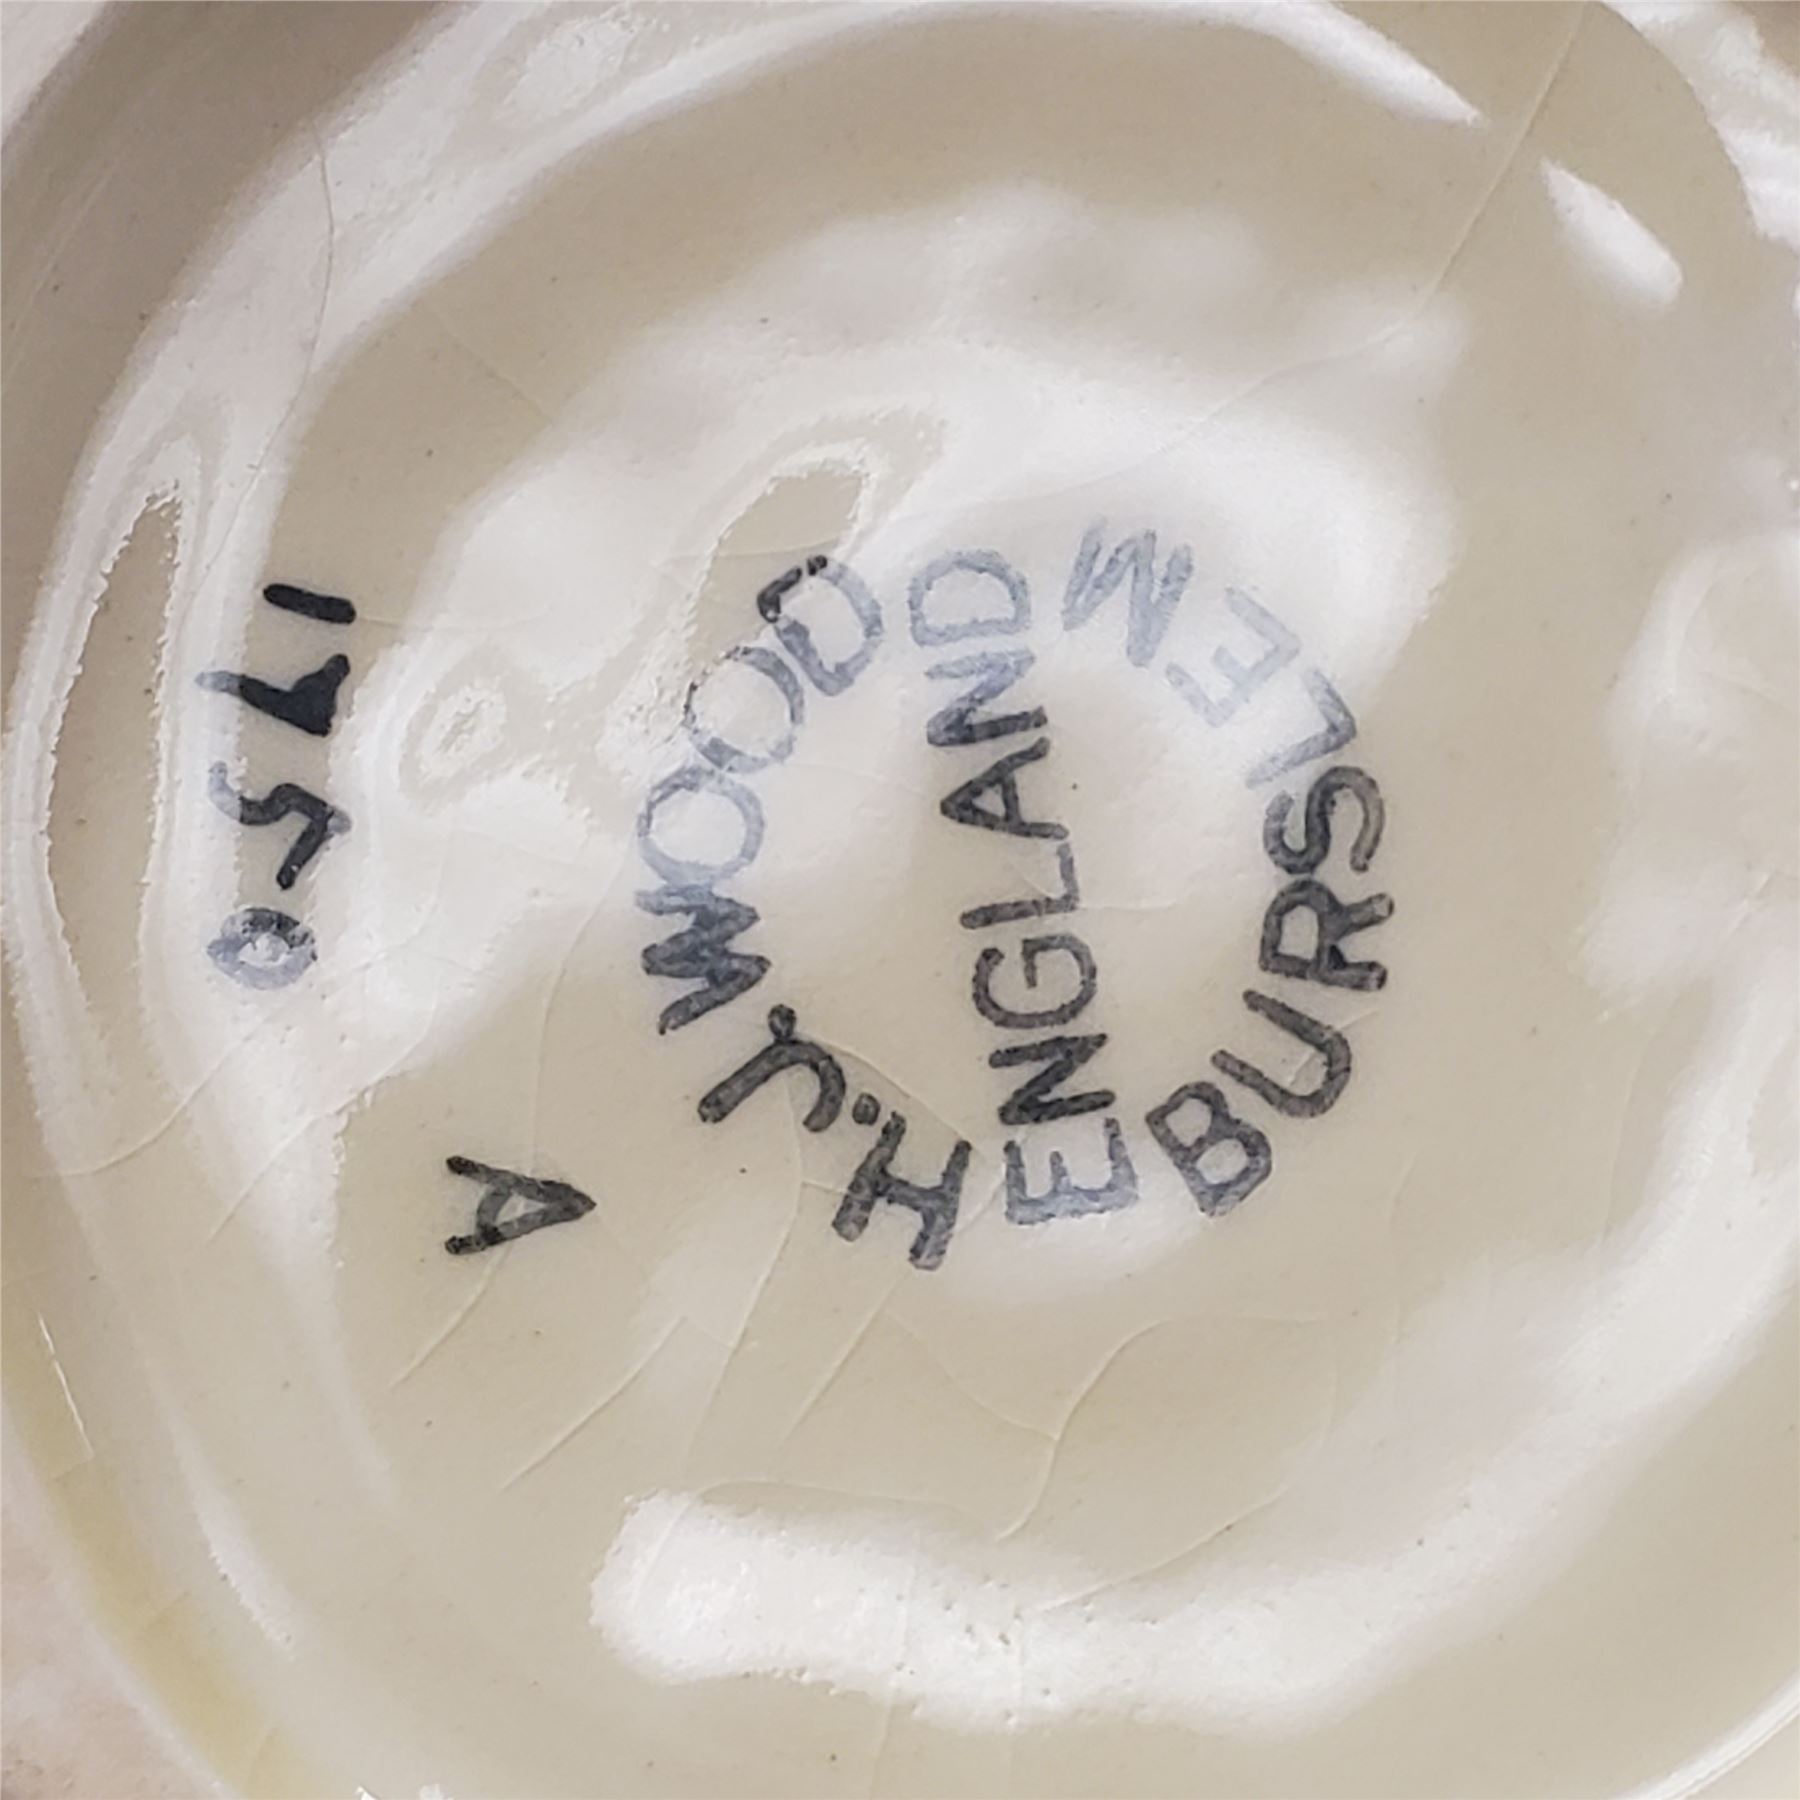 H.J. WOOD
ENGLAND
BURSLEM
1750
A